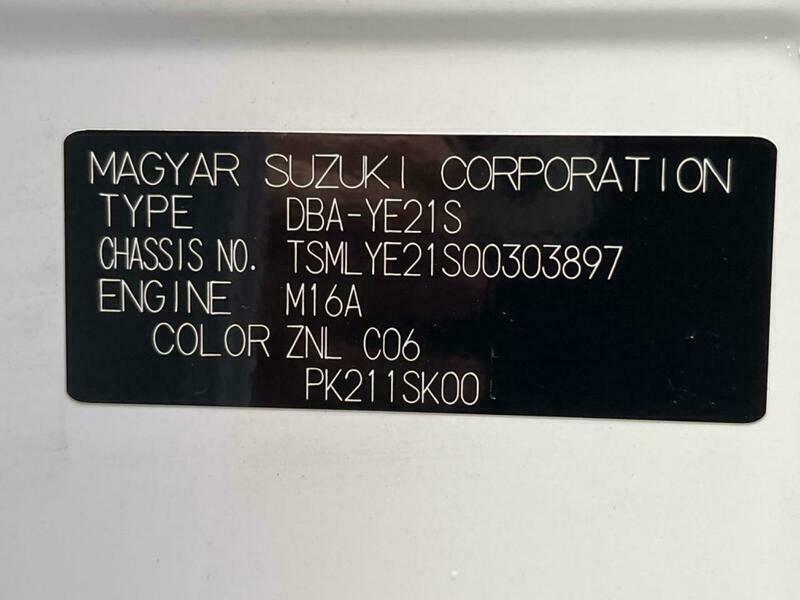 MAGYAR SUZUKI CORPORATION
TYPE DBA-YE21S
CHASSIS NO. TSMLYE21S00303897
ENGINE M16A
COLOR ZNL C06
PK211SK00